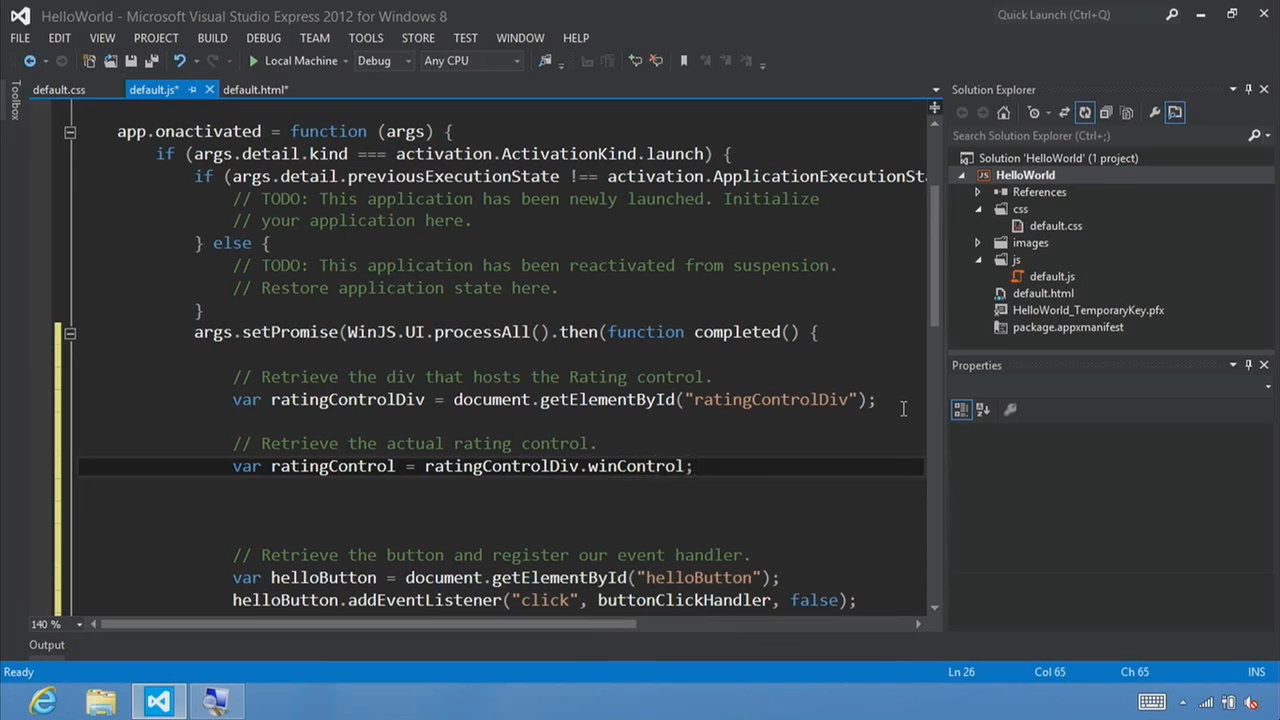 HelloWorld - Microsoft Visual Studio Express 2012 for Windows 8
Quick Launch (Ctrl+Q)
FILE EDIT VIEW PROJECT BUILD DEBUG TEAM TOOLS STORE TEST WINDOW HELP
Local Machine Debug Any CPU
Toolbox
default.css default.js* default.html*
app.onactivated = function (args) {
if (args.detail.kind === activation.ActivationKind.launch) {
if (args.detail.previousExecutionState !== activation.ApplicationExecutionSta
// TODO: This application has been newly launched. Initialize
// your application here.
} else {
// TODO: This application has been reactivated from suspension.
// Restore application state here.
}
args.setPromise(WinJS.UI.processAll().then(function completed() {
// Retrieve the div that hosts the Rating control.
var ratingControlDiv = document.getElementById("ratingControlDiv");
// Retrieve the actual rating control.
var ratingControl = ratingControlDiv.winControl;
// Retrieve the button and register our event handler.
var helloButton = document.getElementById("helloButton");
helloButton.addEventListener("click", buttonClickHandler, false);
140 %
Output
Solution Explorer
Search Solution Explorer (Ctrl+;)
Solution 'HelloWorld' (1 project)
JS HelloWorld
References
css
default.css
images
js
default.js
default.html
HelloWorld_TemporaryKey.pfx
package.appxmanifest
Properties
Ready Ln 26 Col 65 Ch 65 INS